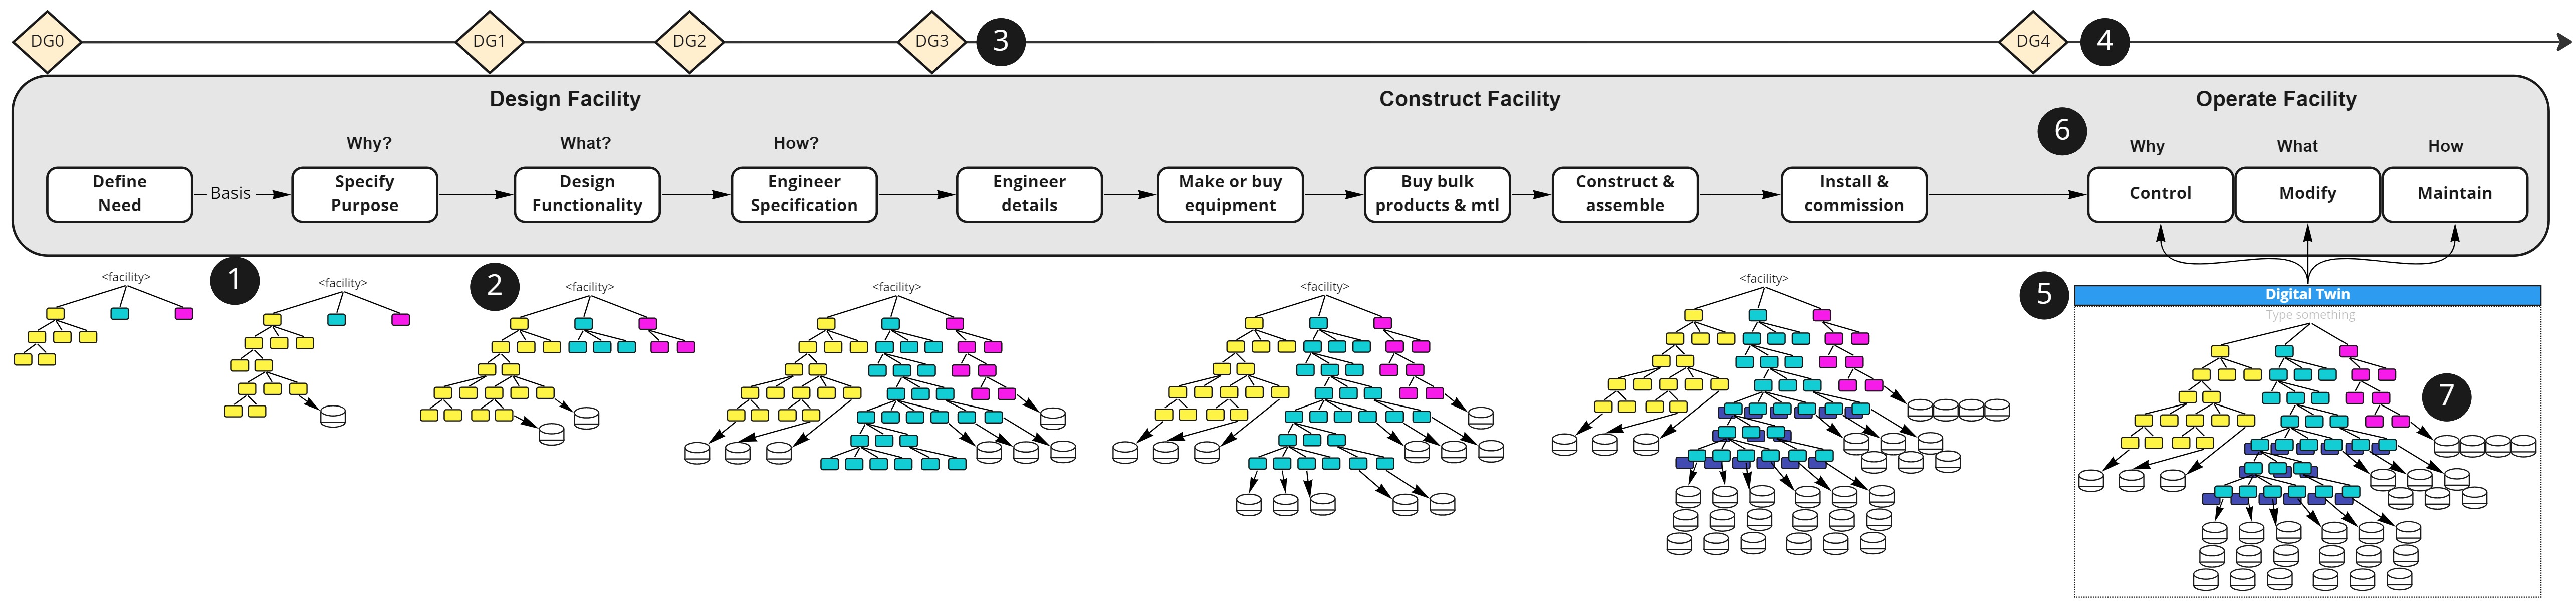 DG0
DG1
DG2
DG3
3
DG4
4
Design Facility
Construct Facility
Operate Facility
6
Why?
What?
How?
Why
What
How
Define
Need
Basis
Specify
Purpose
Design
Functionality
Engineer
Specification
Engineer
details
Make or buy
equipment
Buy bulk
products & mtl
Construct &
assemble
Install &
commission
Control
Modify
Maintain
<facility>
1
<facility>
2
<facility>
<facility>
<facility>
<facility>
5
Digital Twin
Type something
7